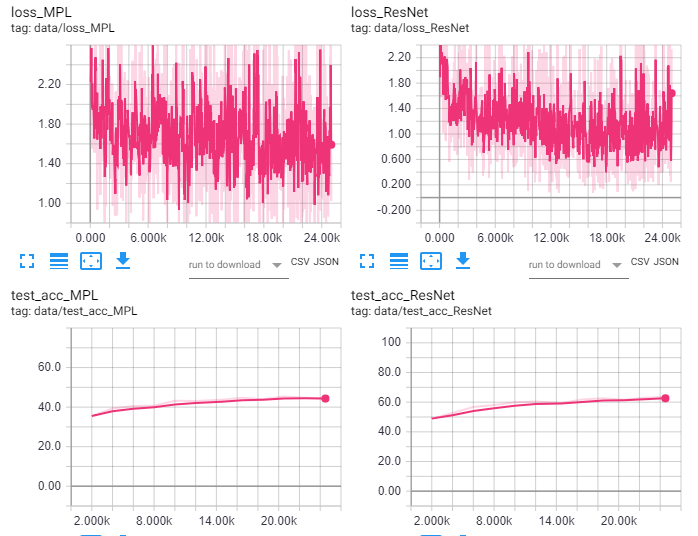 loss_MPL
tag: data/loss_MPL
2.20
1.80
1.40
1.00
0.000 6.000k 12.00k 18.00k 24.00k
run to download CSV JSON
loss_ResNet
tag: data/loss_ResNet
2.20
1.80
1.40
1.00
0.600
0.200
-0.200
0.000 6.000k 12.00k 18.00k 24.00k
run to download CSV JSON
test_acc_MPL
tag: data/test_acc_MPL
60.0
40.0
20.0
0.00
2.000k 8.000k 14.00k 20.00k
test_acc_ResNet
tag: data/test_acc_ResNet
100
80.0
60.0
40.0
20.0
0.00
2.000k 8.000k 14.00k 20.00k